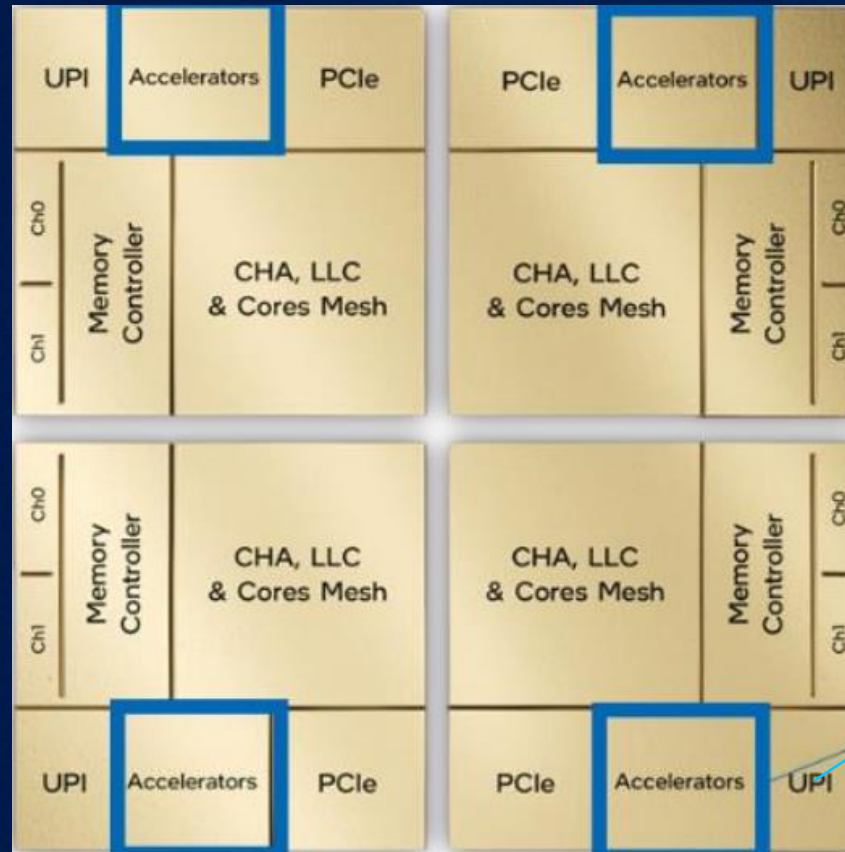 UPI
Accelerators
PCIe
Ch0
Ch1
Memory
Controller
CHA, LLC
& Cores Mesh
PCIe
Accelerators
UPI
CHA, LLC
& Cores Mesh
Memory
Controller
Ch0
Ch1
Ch0
Ch1
Memory
Controller
CHA, LLC
& Cores Mesh
UPI
Accelerators
PCIe
CHA, LLC
& Cores Mesh
Memory
Controller
Ch0
Ch1
PCIe
Accelerators
UPI